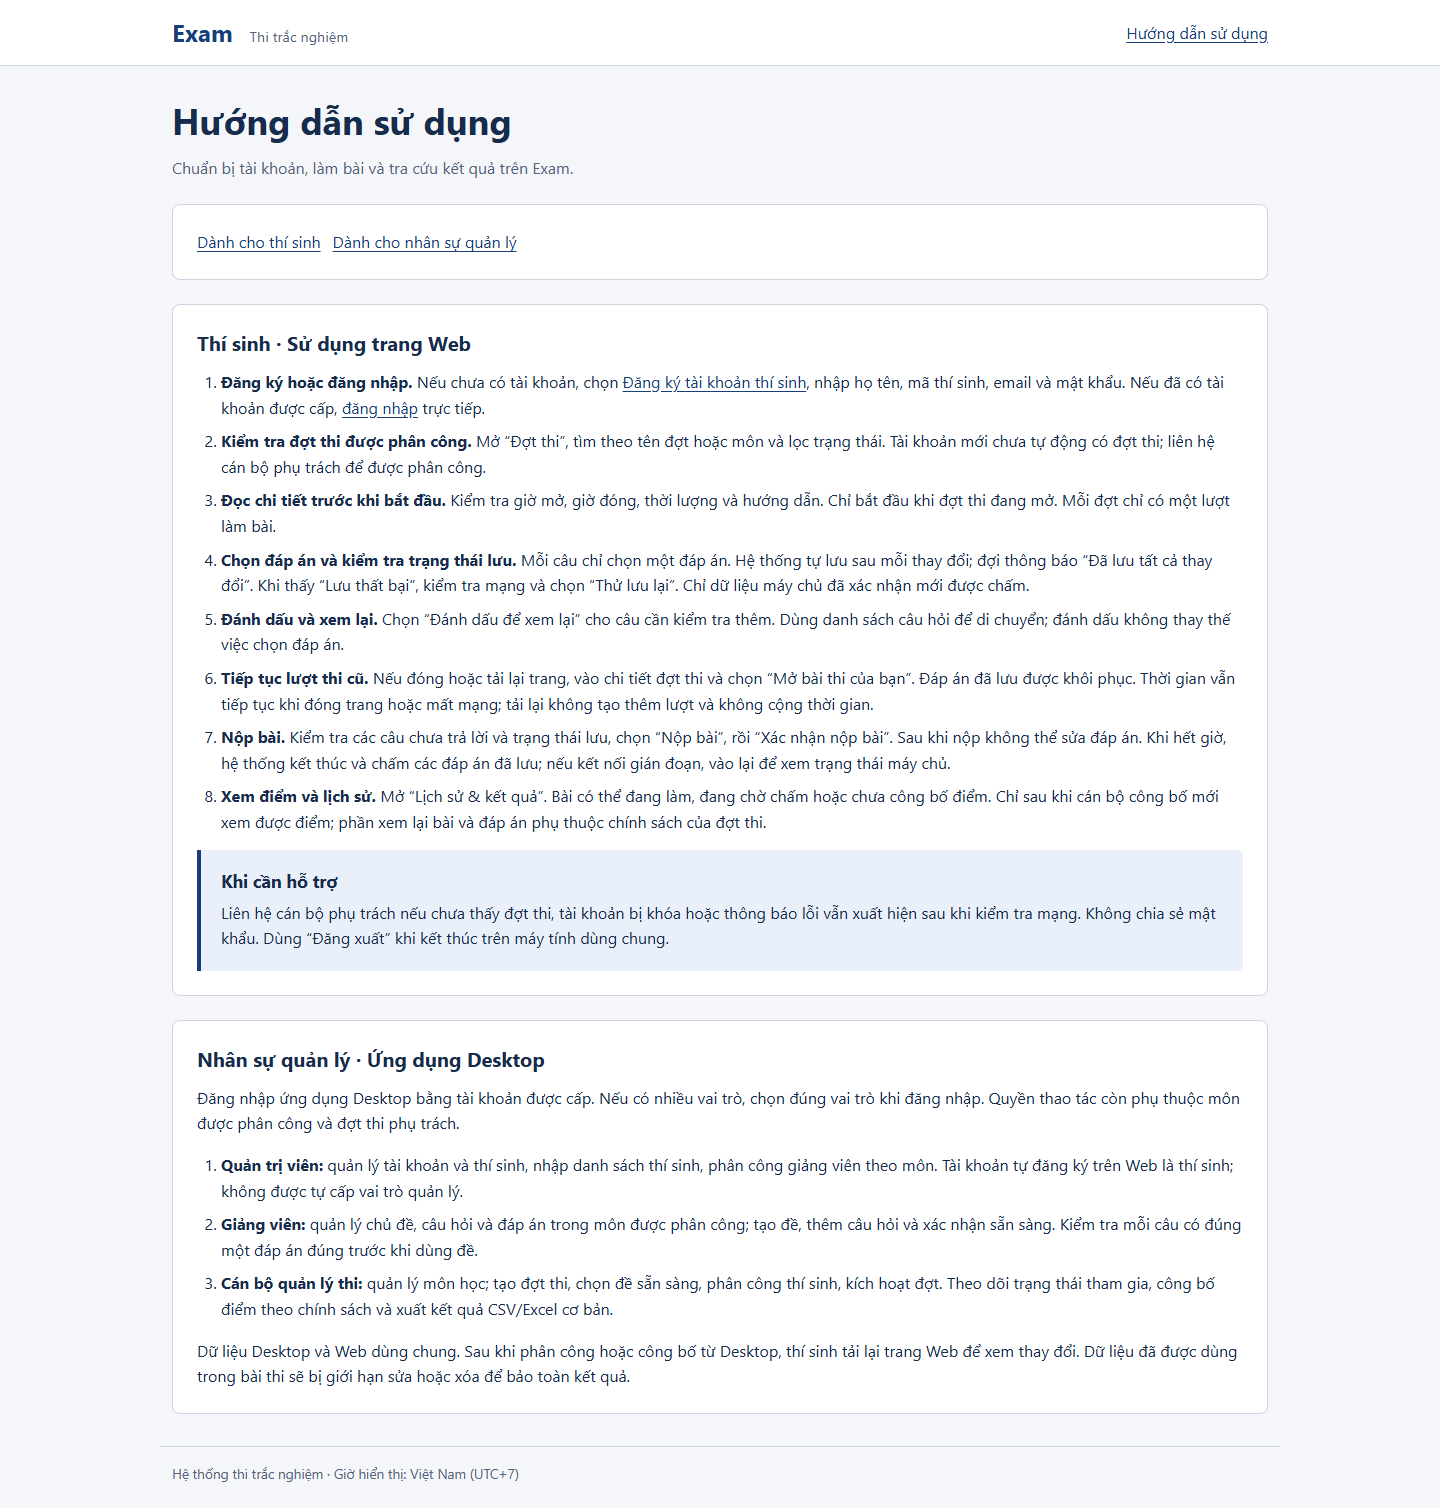 Exam Thi trắc nghiệm Hướng dẫn sử dụng
Hướng dẫn sử dụng
Chuẩn bị tài khoản, làm bài và tra cứu kết quả trên Exam.
Dành cho thí sinh Dành cho nhân sự quản lý
Thí sinh · Sử dụng trang Web
1. Đăng ký hoặc đăng nhập. Nếu chưa có tài khoản, chọn Đăng ký tài khoản thí sinh, nhập họ tên, mã thí sinh, email và mật khẩu. Nếu đã có tài
khoản được cấp, đăng nhập trực tiếp.
2. Kiểm tra đợt thi được phân công. Mở “Đợt thi”, tìm theo tên đợt hoặc môn và lọc trạng thái. Tài khoản mới chưa tự động có đợt thi; liên hệ
cán bộ phụ trách để được phân công.
3. Đọc chi tiết trước khi bắt đầu. Kiểm tra giờ mở, giờ đóng, thời lượng và hướng dẫn. Chỉ bắt đầu khi đợt thi đang mở. Mỗi đợt chỉ có một lượt
làm bài.
4. Chọn đáp án và kiểm tra trạng thái lưu. Mỗi câu chỉ chọn một đáp án. Hệ thống tự lưu sau mỗi thay đổi; đợi thông báo “Đã lưu tất cả thay
đổi”. Khi thấy “Lưu thất bại”, kiểm tra mạng và chọn “Thử lưu lại”. Chỉ dữ liệu máy chủ đã xác nhận mới được chấm.
5. Đánh dấu và xem lại. Chọn “Đánh dấu để xem lại” cho câu cần kiểm tra thêm. Dùng danh sách câu hỏi để di chuyển; đánh dấu không thay thế
việc chọn đáp án.
6. Tiếp tục lượt thi cũ. Nếu đóng hoặc tải lại trang, vào chi tiết đợt thi và chọn “Mở bài thi của bạn”. Đáp án đã lưu được khôi phục. Thời gian vẫn
tiếp tục khi đóng trang hoặc mất mạng; tải lại không tạo thêm lượt và không cộng thời gian.
7. Nộp bài. Kiểm tra các câu chưa trả lời và trạng thái lưu, chọn “Nộp bài”, rồi “Xác nhận nộp bài”. Sau khi nộp không thể sửa đáp án. Khi hết giờ,
hệ thống kết thúc và chấm các đáp án đã lưu; nếu kết nối gián đoạn, vào lại để xem trạng thái máy chủ.
8. Xem điểm và lịch sử. Mở “Lịch sử & kết quả”. Bài có thể đang làm, đang chờ chấm hoặc chưa công bố điểm. Chỉ sau khi cán bộ công bố mới
xem được điểm; phần xem lại bài và đáp án phụ thuộc chính sách của đợt thi.
Khi cần hỗ trợ
Liên hệ cán bộ phụ trách nếu chưa thấy đợt thi, tài khoản bị khóa hoặc thông báo lỗi vẫn xuất hiện sau khi kiểm tra mạng. Không chia sẻ mật
khẩu. Dùng “Đăng xuất” khi kết thúc trên máy tính dùng chung.
Nhân sự quản lý · Ứng dụng Desktop
Đăng nhập ứng dụng Desktop bằng tài khoản được cấp. Nếu có nhiều vai trò, chọn đúng vai trò khi đăng nhập. Quyền thao tác còn phụ thuộc môn
được phân công và đợt thi phụ trách.
1. Quản trị viên: quản lý tài khoản và thí sinh, nhập danh sách thí sinh, phân công giảng viên theo môn. Tài khoản tự đăng ký trên Web là thí sinh;
không được tự cấp vai trò quản lý.
2. Giảng viên: quản lý chủ đề, câu hỏi và đáp án trong môn được phân công; tạo đề, thêm câu hỏi và xác nhận sẵn sàng. Kiểm tra mỗi câu có đúng
một đáp án đúng trước khi dùng đề.
3. Cán bộ quản lý thi: quản lý môn học; tạo đợt thi, chọn đề sẵn sàng, phân công thí sinh, kích hoạt đợt. Theo dõi trạng thái tham gia, công bố
điểm theo chính sách và xuất kết quả CSV/Excel cơ bản.
Dữ liệu Desktop và Web dùng chung. Sau khi phân công hoặc công bố từ Desktop, thí sinh tải lại trang Web để xem thay đổi. Dữ liệu đã được dùng
trong bài thi sẽ bị giới hạn sửa hoặc xóa để bảo toàn kết quả.
Hệ thống thi trắc nghiệm · Giờ hiển thị: Việt Nam (UTC+7)